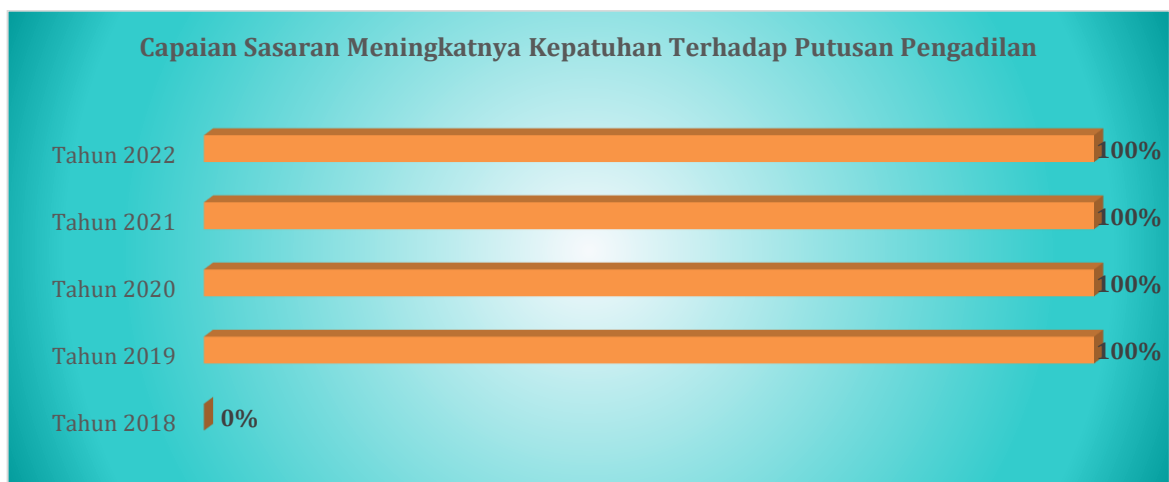 Capaian Sasaran Meningkatnya Kepatuhan Terhadap Putusan Pengadilan
Tahun 2022 100%
Tahun 2021 100%
Tahun 2020 100%
Tahun 2019 100%
Tahun 2018 0%